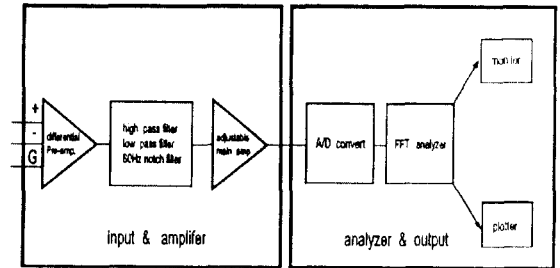 +
-
G
differential
Pre-amp.
high pass filter
low pass filter
60Hz notch filter
adjustable
main amp
input & amplifer
A/D convert
FFT analyzer
monitor
plotter
analyzer & output